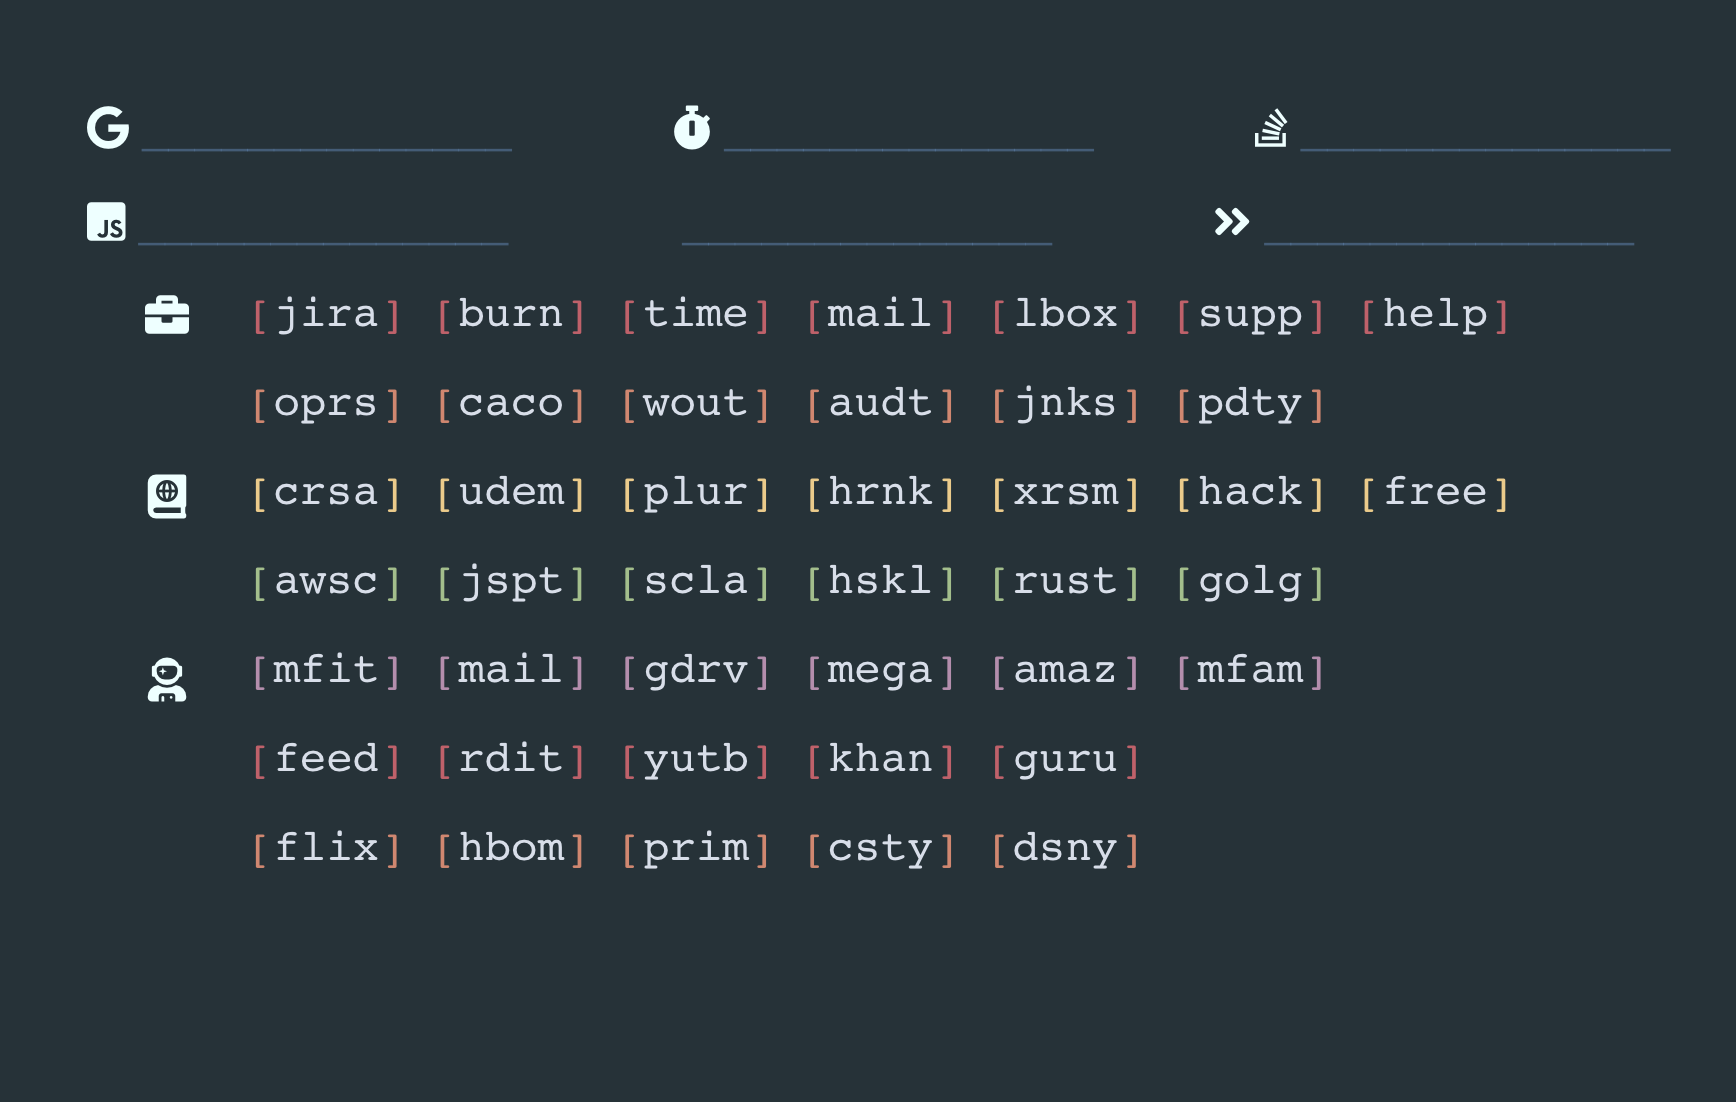 G
JS
[jira] [burn] [time] [mail] [lbox] [supp] [help]
[oprs] [caco] [wout] [audt] [jnks] [pdty]
[crsa] [udem] [plur] [hrnk] [xrsm] [hack] [free]
[awsc] [jspt] [scla] [hskl] [rust] [golg]
[mfit] [mail] [gdrv] [mega] [amaz] [mfam]
[feed] [rdit] [yutb] [khan] [guru]
[flix] [hbom] [prim] [csty] [dsny]